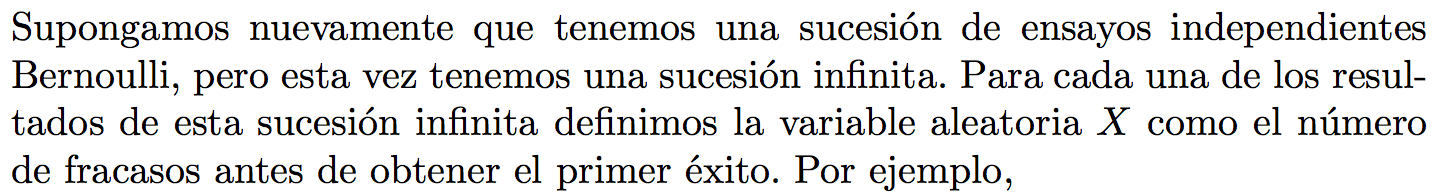 Supongamos nuevamente que tenemos una sucesión de ensayos independientes
Bernoulli, pero esta vez tenemos una sucesión infinita. Para cada una de los resul-
tados de esta sucesión infinita definimos la variable aleatoria X como el número
de fracasos antes de obtener el primer éxito. Por ejemplo,